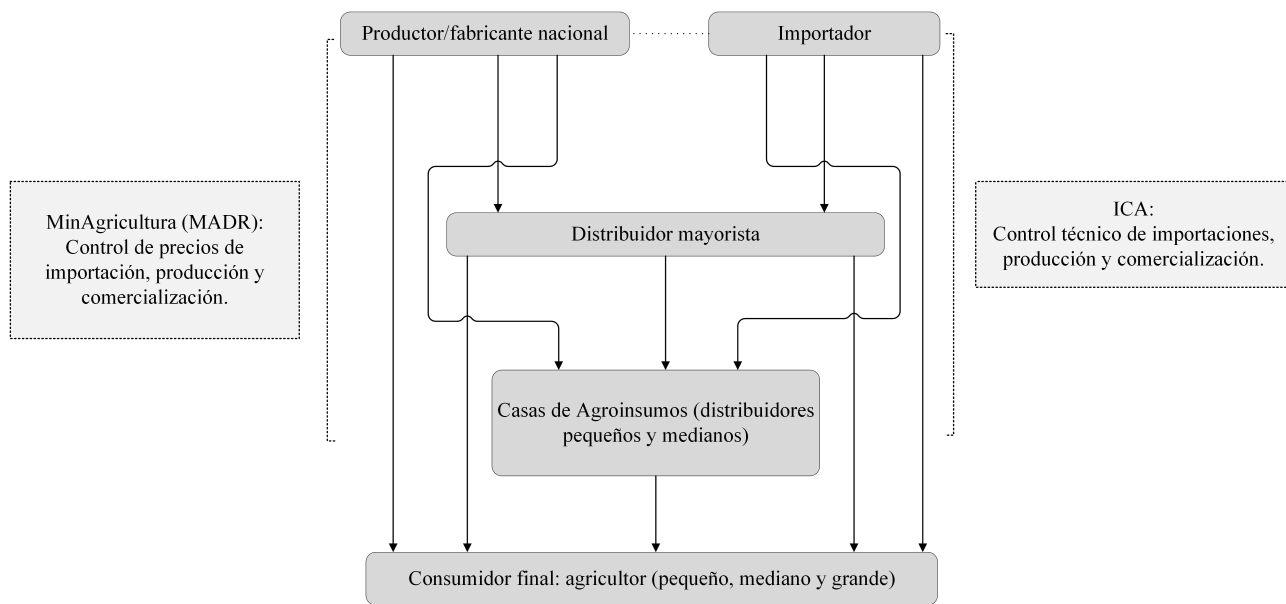 Productor/fabricante nacional
Importador
MinAgricultura (MADR):
Control de precios de
importación, producción y
comercialización.
ICA:
Control técnico de importaciones,
producción y comercialización.
Distribuidor mayorista
Casas de Agroinsumos (distribuidores
pequeños y medianos)
Consumidor final: agricultor (pequeño, mediano y grande)